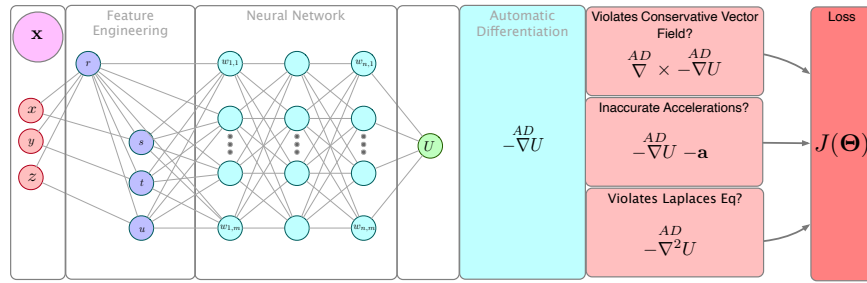 x
x
y
z
Feature
Engineering
r
s
t
u
Neural Network
w₁,₁
wₙ,₁
w₁,ₘ
wₙ,ₘ
U
Automatic
Differentiation
AD
−∇U
Violates Conservative Vector
Field?
AD AD
∇ × −∇U
Inaccurate Accelerations?
AD
−∇U −a
Violates Laplaces Eq?
AD
−∇²U
Loss
J(Θ)